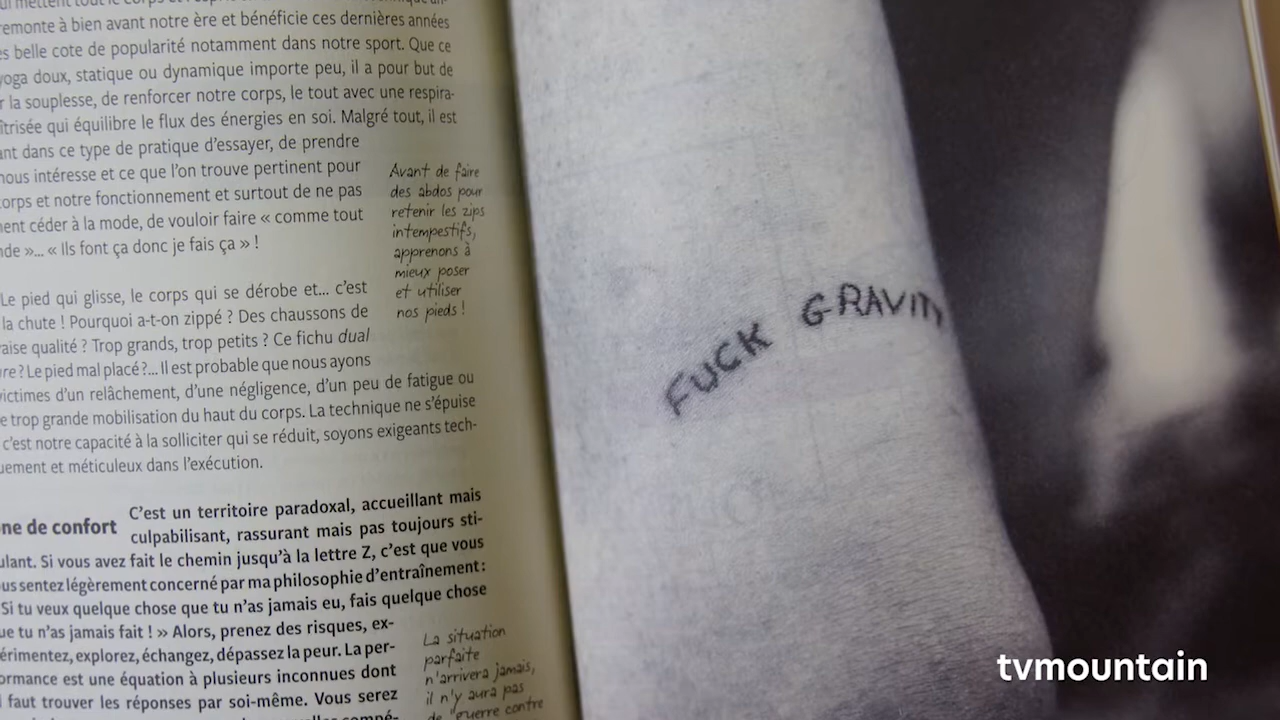 remonte à bien avant notre ère et bénéficie ces dernières années
belle cote de popularité notamment dans notre sport. Que ce
yoga doux, statique ou dynamique importe peu, il a pour but de
la souplesse, de renforcer notre corps, le tout avec une respira-
qui équilibre le flux des énergies en soi. Malgré tout, il est
dans ce type de pratique d'essayer, de prendre
nous intéresse et ce que l'on trouve pertinent pour
corps et notre fonctionnement et surtout de ne pas
céder à la mode, de vouloir faire « comme tout
»... « Ils font ça donc je fais ça » !
Avant de faire
des abdos pour
retenir les zips
intempestifs,
apprenons à
mieux poser
et utiliser
nos pieds !
Le pied qui glisse, le corps qui se dérobe et... c'est
la chute ! Pourquoi a-t-on zippé ? Des chaussons de
qualité ? Trop grands, trop petits ? Ce fichu dual
? Le pied mal placé ?... Il est probable que nous ayons
victimes d'un relâchement, d'une négligence, d'un peu de fatigue ou
trop grande mobilisation du haut du corps. La technique ne s'épuise
c'est notre capacité à la solliciter qui se réduit, soyons exigeants tech-
et méticuleux dans l'exécution.
de confort C'est un territoire paradoxal, accueillant mais
culpabilisant, rassurant mais pas toujours sti-
Si vous avez fait le chemin jusqu'à la lettre Z, c'est que vous
sentez légèrement concerné par ma philosophie d'entraînement :
Si tu veux quelque chose que tu n'as jamais eu, fais quelque chose
que tu n'as jamais fait ! » Alors, prenez des risques, ex-
explorez, échangez, dépassez la peur. La per-
est une équation à plusieurs inconnues dont
faut trouver les réponses par soi-même. Vous serez
La situation
parfaite
n'arrivera jamais,
il n'y aura pas
de "guerre contre
FUCK GRAVITY
tvmountain